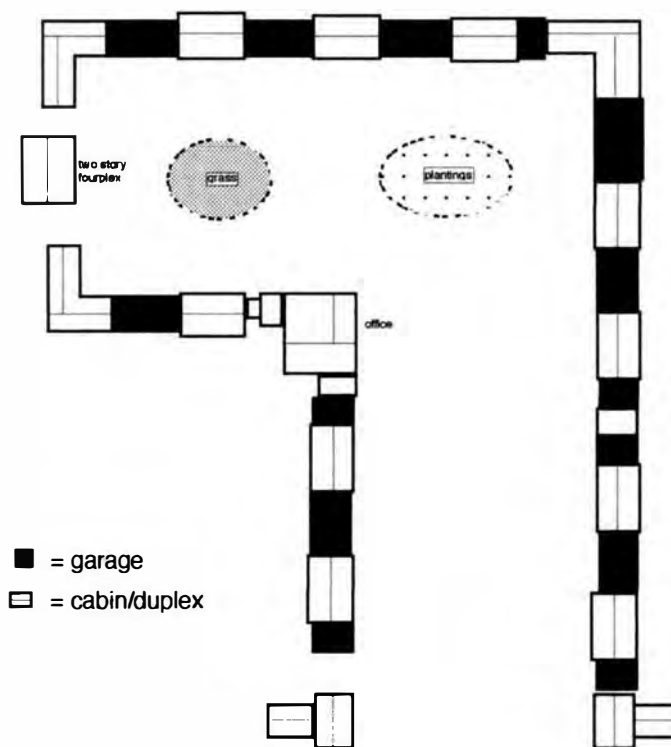 two story
fourplex
grass
plantings
office
= garage
= cabin/duplex